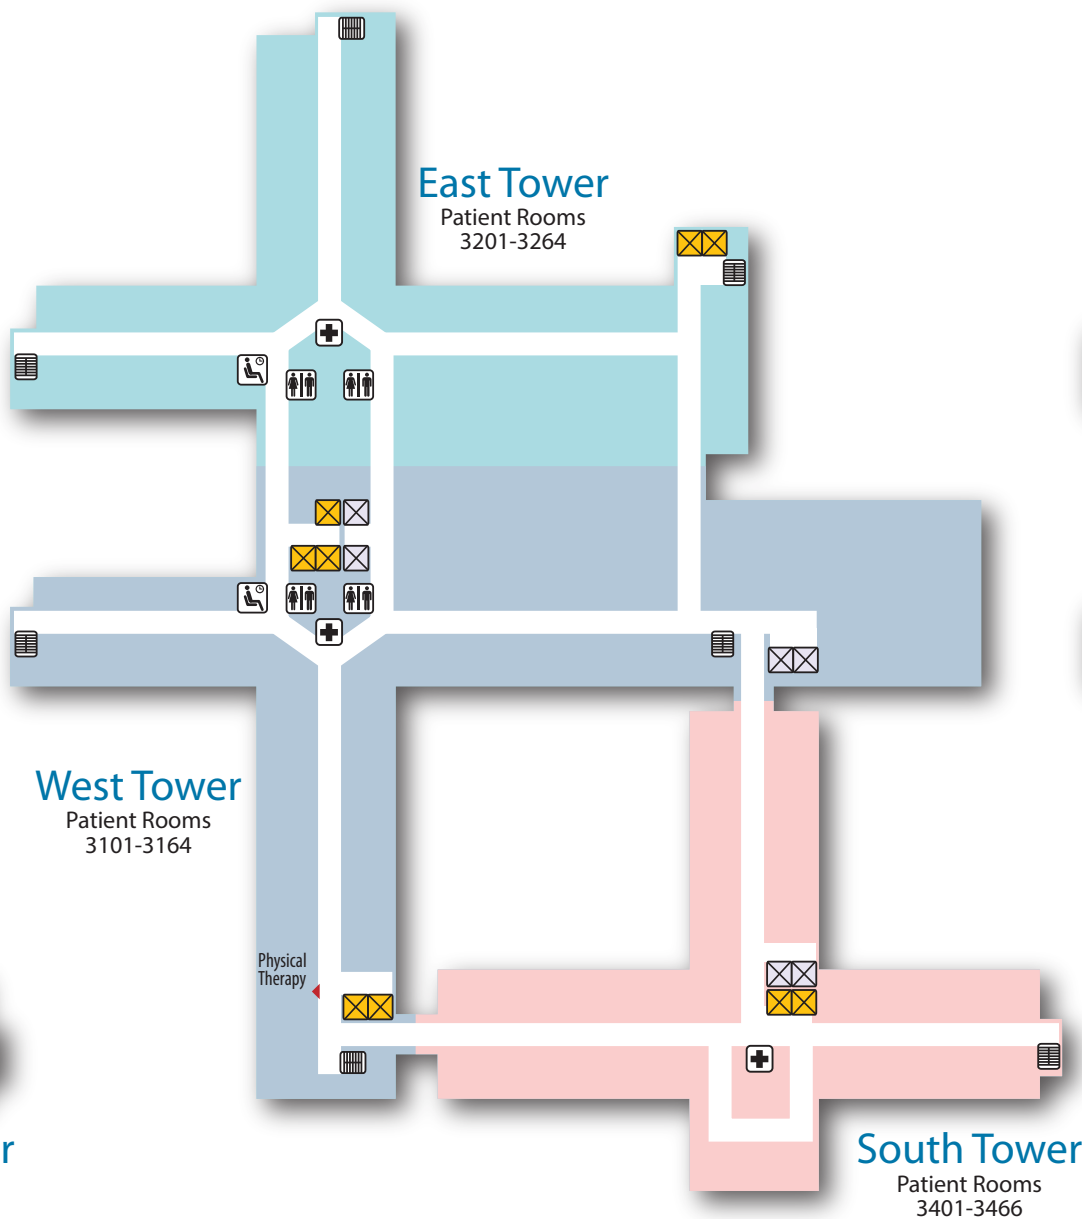 East Tower
Patient Rooms
3201-3264
West Tower
Patient Rooms
3101-3164
Physical
Therapy
r
South Tower
Patient Rooms
3401-3466